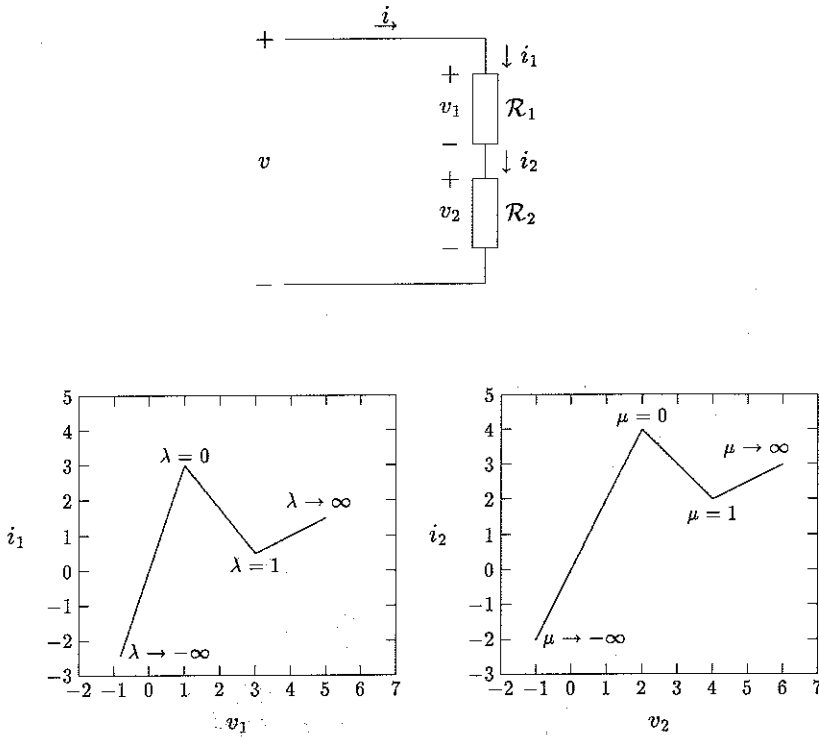 i
+
i₁
+
v₁
ℛ₁
−
i₂
v
+
v₂
ℛ₂
−
−
5
4
3
2
1
0
−1
−2
−3
i₁
λ = 0
λ → ∞
λ = 1
λ → −∞
−2 −1 0 1 2 3 4 5 6 7
v₁
5
4
3
2
1
0
−1
−2
−3
i₂
μ = 0
μ → ∞
μ = 1
μ → −∞
−2 −1 0 1 2 3 4 5 6 7
v₂